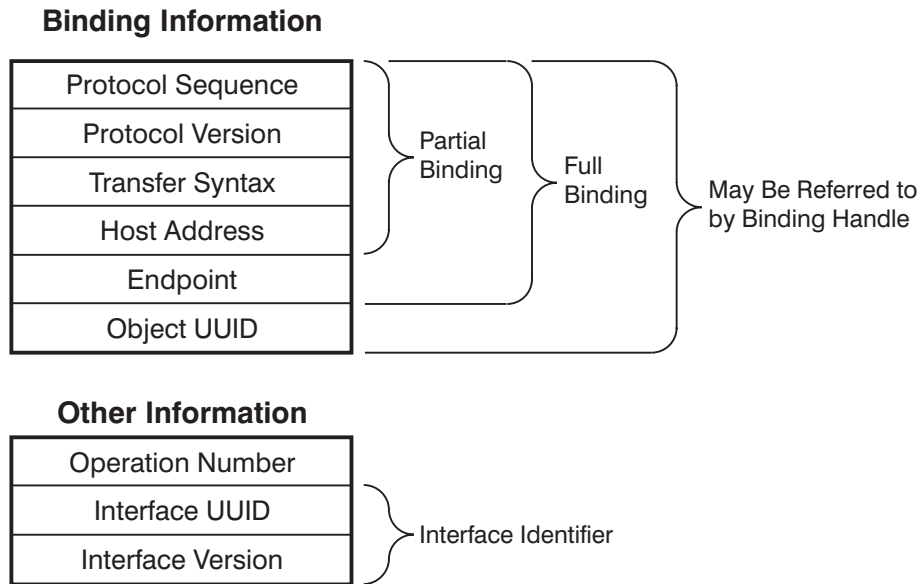 Binding Information
Protocol Sequence
Protocol Version
Transfer Syntax
Host Address
Endpoint
Object UUID
Partial
Binding
Full
Binding
May Be Referred to
by Binding Handle
Other Information
Operation Number
Interface UUID
Interface Version
Interface Identifier